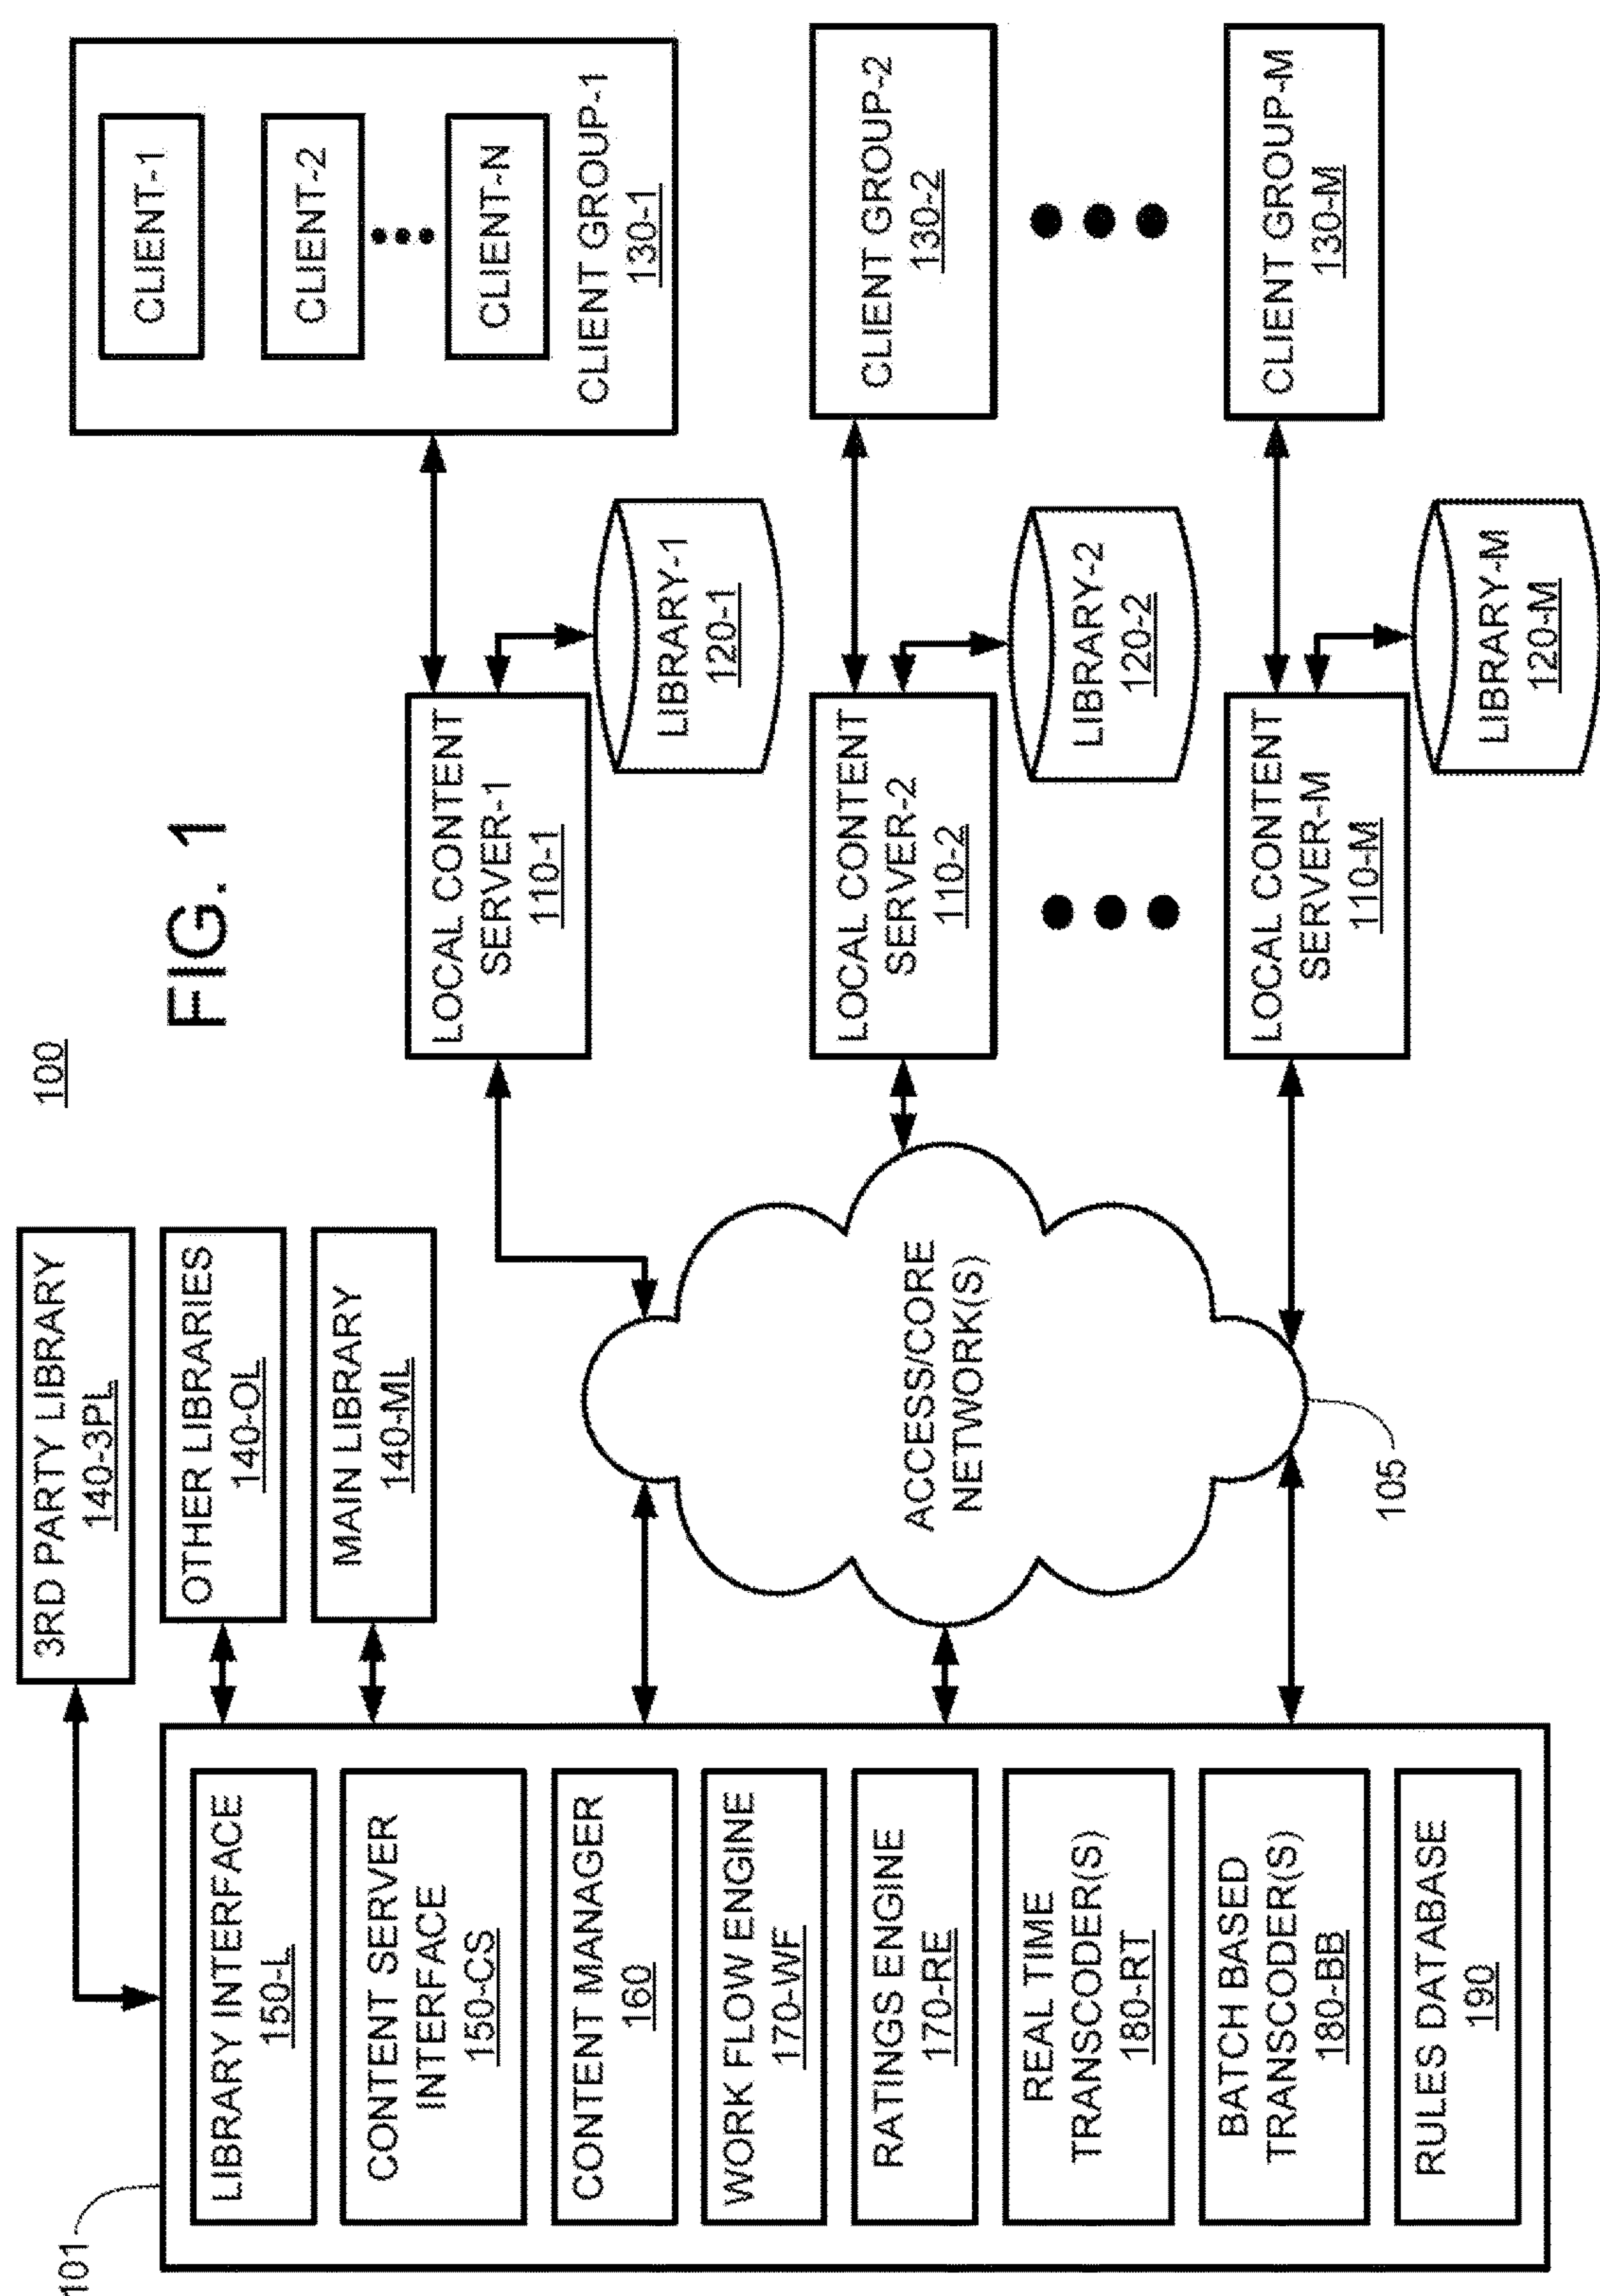 100
FIG. 1
101
3RD PARTY LIBRARY
140-3PL
OTHER LIBRARIES
140-OL
MAIN LIBRARY
140-ML
LIBRARY INTERFACE
150-L
CONTENT SERVER
INTERFACE
150-CS
CONTENT MANAGER
160
WORK FLOW ENGINE
170-WF
RATINGS ENGINE
170-RE
REAL TIME
TRANSCODER(S)
180-RT
BATCH BASED
TRANSCODER(S)
180-BB
RULES DATABASE
190
ACCESS/CORE
NETWORK(S)
105
LOCAL CONTENT
SERVER-1
110-1
LIBRARY-1
120-1
LOCAL CONTENT
SERVER-2
110-2
LIBRARY-2
120-2
LOCAL CONTENT
SERVER-M
110-M
LIBRARY-M
120-M
CLIENT-1
CLIENT-2
CLIENT-N
CLIENT GROUP-1
130-1
CLIENT GROUP-2
130-2
CLIENT GROUP-M
130-M